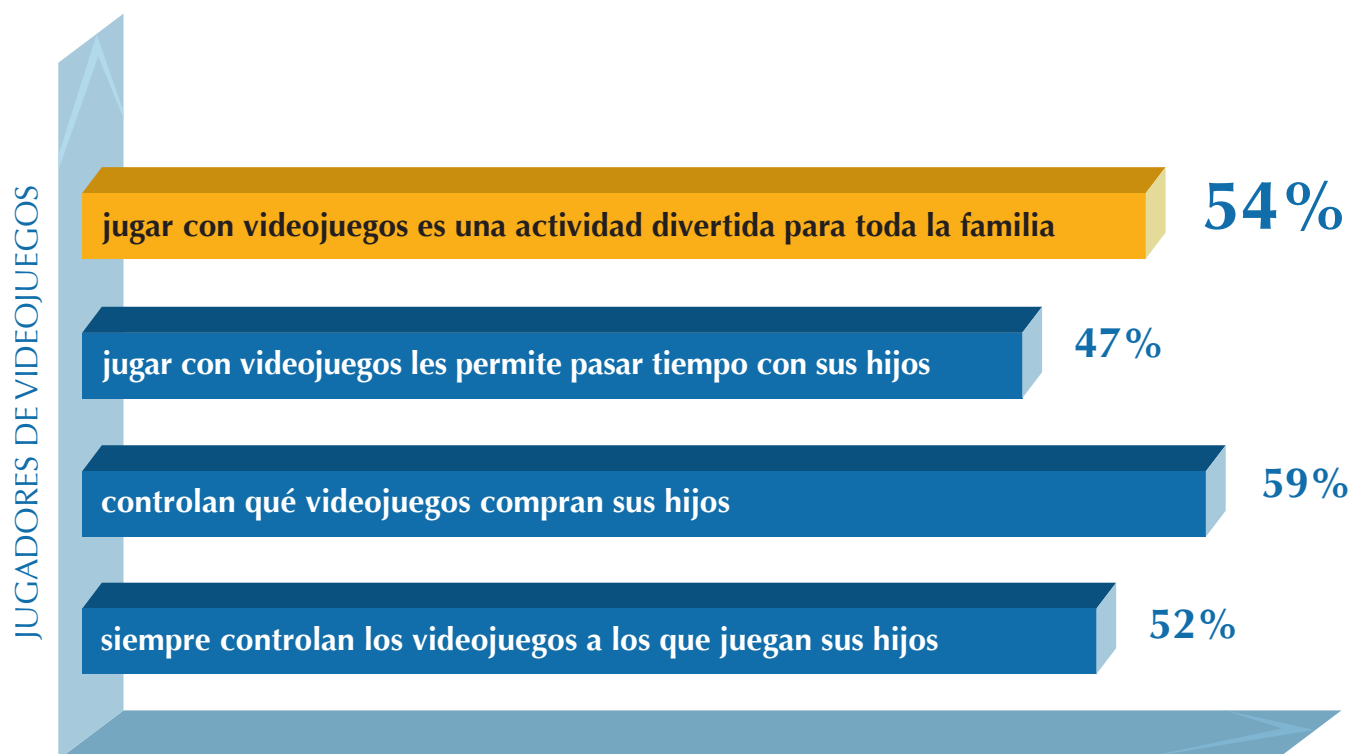 JUGADORES DE VIDEOJUEGOS
jugar con videojuegos es una actividad divertida para toda la familia
54%
jugar con videojuegos les permite pasar tiempo con sus hijos
47%
controlan qué videojuegos compran sus hijos
59%
siempre controlan los videojuegos a los que juegan sus hijos
52%